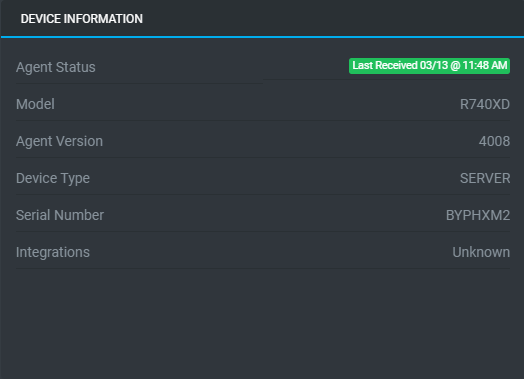 DEVICE INFORMATION
Agent Status Last Received 03/13 @ 11:48 AM
Model R740XD
Agent Version 4008
Device Type SERVER
Serial Number BYPHXM2
Integrations Unknown